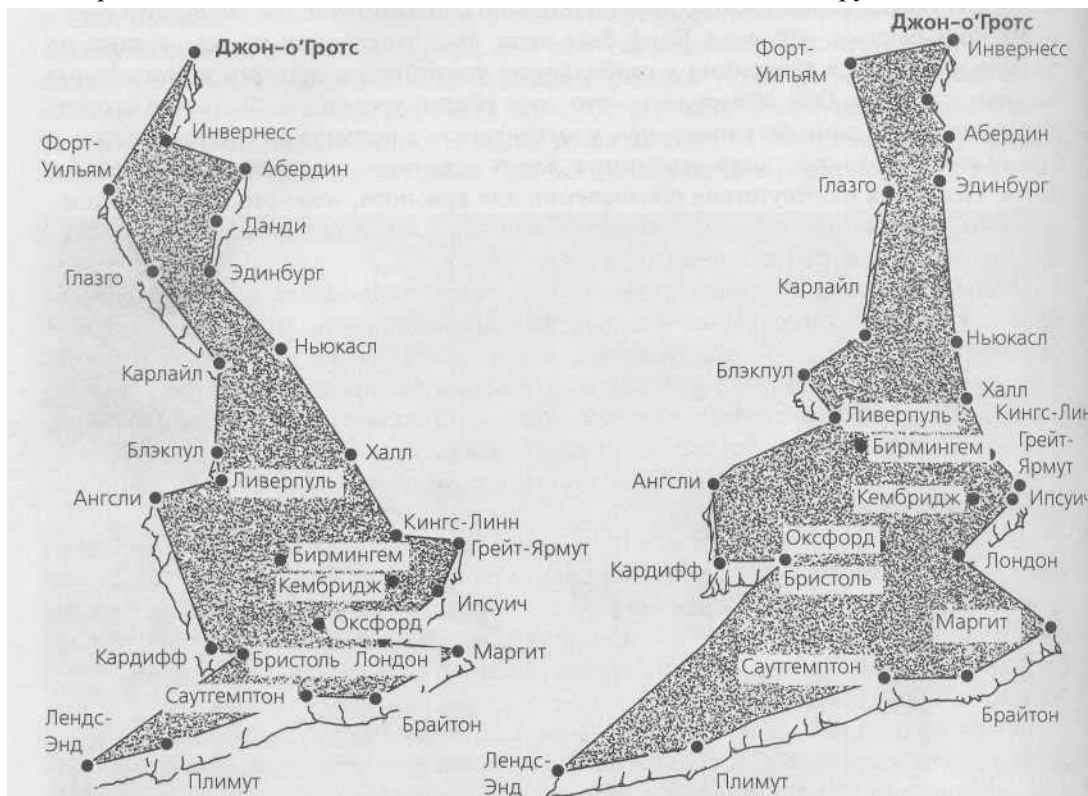 Джон-о'Гротс
Инвернесс
Форт-
Уильям
Абердин
Данди
Глазго
Эдинбург
Ньюкасл
Карлайл
Блэкпул
Халл
Ливерпуль
Ангсли
Кингс-Линн
Грейт-Ярмут
Бирмингем
Кембридж
Ипсуич
Оксфорд
Кардифф
Бристоль
Лондон
Маргит
Саутгемптон
Брайтон
Лендс-
Энд
Плимут
Джон-о'Гротс
Форт-
Уильям
Инвернесс
Абердин
Глазго
Эдинбург
Карлайл
Ньюкасл
Блэкпул
Халл
Ливерпуль
Кингс-Линн
Бирмингем
Грейт-
Ярмут
Ангсли
Кембридж
Ипсуич
Оксфорд
Лондон
Кардифф
Бристоль
Маргит
Саутгемптон
Брайтон
Лендс-
Энд
Плимут